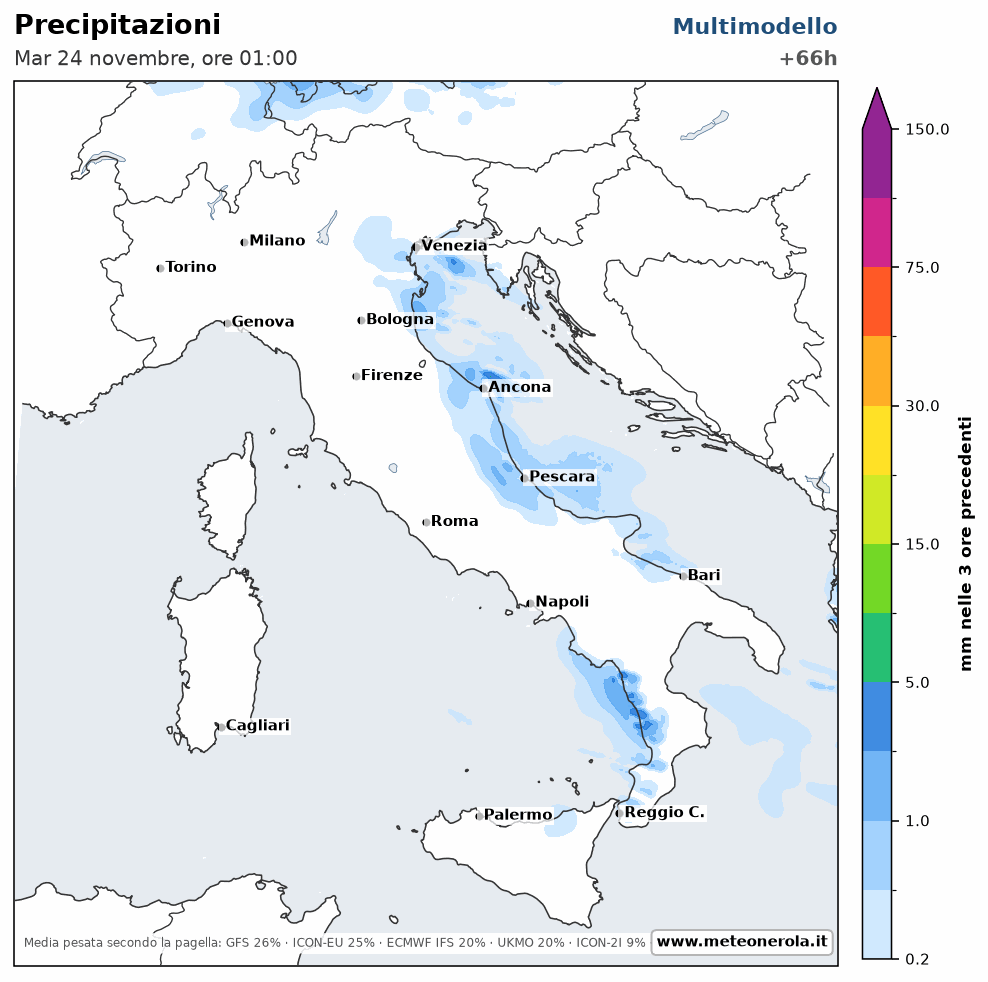 Precipitazioni
Multimodello
Mar 24 novembre, ore 01:00
+66h
150.0
75.0
30.0
15.0
5.0
1.0
0.2
mm nelle 3 ore precedenti
Milano
Venezia
Torino
Genova
Bologna
Firenze
Ancona
Pescara
Roma
Bari
Napoli
Cagliari
Palermo
Reggio C.
Media pesata secondo la pagella: GFS 26% · ICON-EU 25% · ECMWF IFS 20% · UKMO 20% · ICON-2I 9%
www.meteonerola.it